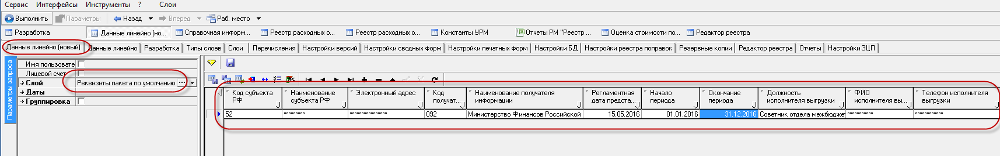 Сервис Интерфейсы Инструменты ? Слои
Выполнить Параметры Назад Вперед Раб. место
Разработка Данные линейно (но... Справочная информ... Реестр расходных о... Реестр расходных о... Константы УРМ Отчеты РМ "Реестр ... Оценка стоимости по... Редактор реестра
Данные линейно (новый) Данные линейно Разработка Типы слоев Слои Перечисления Настройки версий Настройки сводных форм Настройки печатных форм Настройки БД Настройки реестра поправок Резервные копии Редактор реестра Отчеты Настройки ЭЦП
Параметры запроса
Имя пользовате
Лицевой счет
Слой Реквизиты пакета по умолчанию ...
Даты
Группировка
Код субъекта РФ Наименование субъекта РФ Электронный адрес Код получат... Наименование получателя информации Регламентная дата предста... Начало периода Окончание периода Должность исполнителя выгрузки ФИО исполнителя вы... Телефон исполнителя выгрузки
52 ********* *************** 092 Министерство Финансов Российской 15.05.2016 01.01.2016 31.12.2016 Советник отдела межбюджет *********** ************